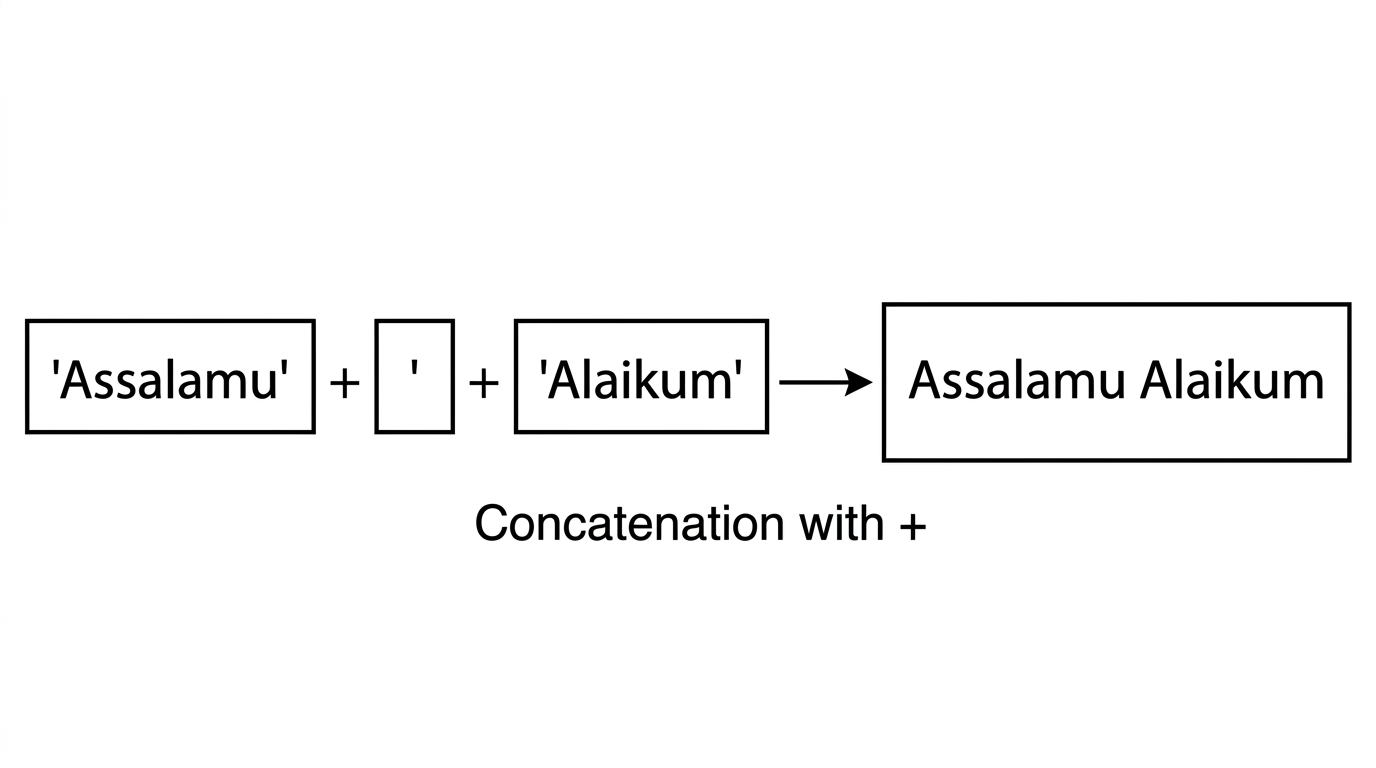 'Assalamu' + ' + 'Alaikum' → Assalamu Alaikum
Concatenation with +